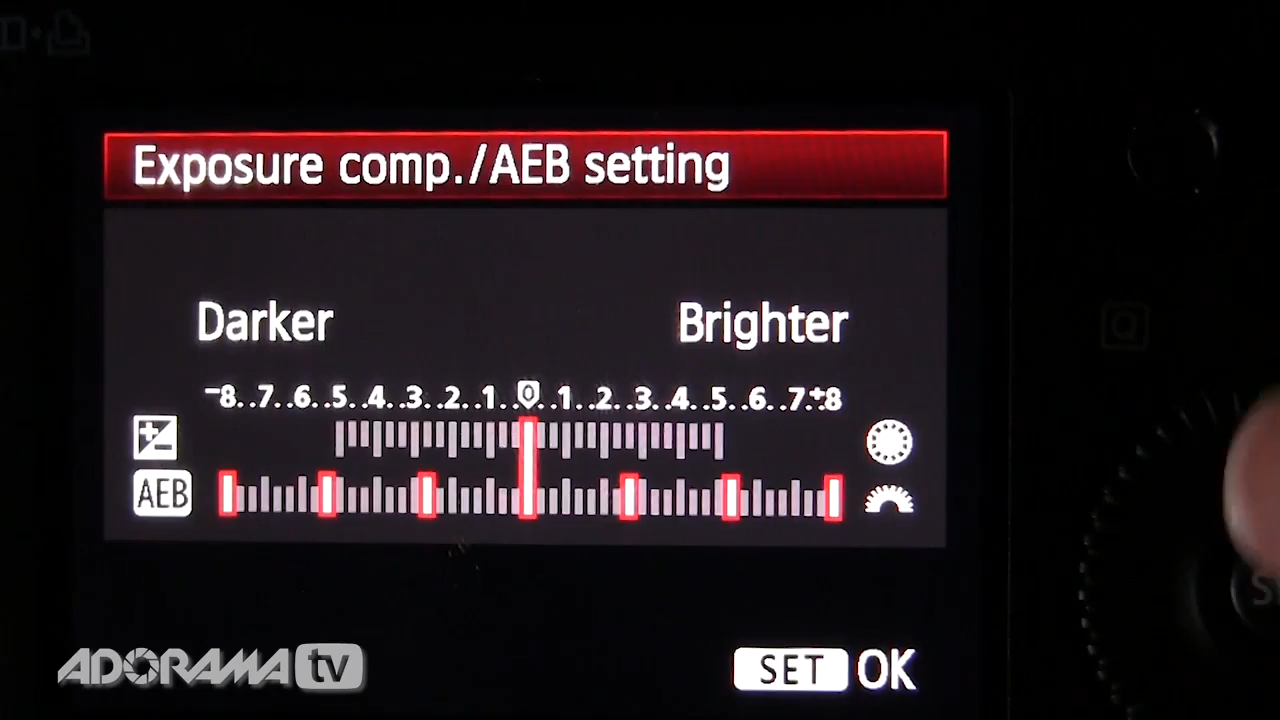 Exposure comp./AEB setting
Darker Brighter
-8..7..6..5..4..3..2..1..0..1..2..3..4..5..6..7.+8
AEB
Q
SET OK
ADORAMA tv